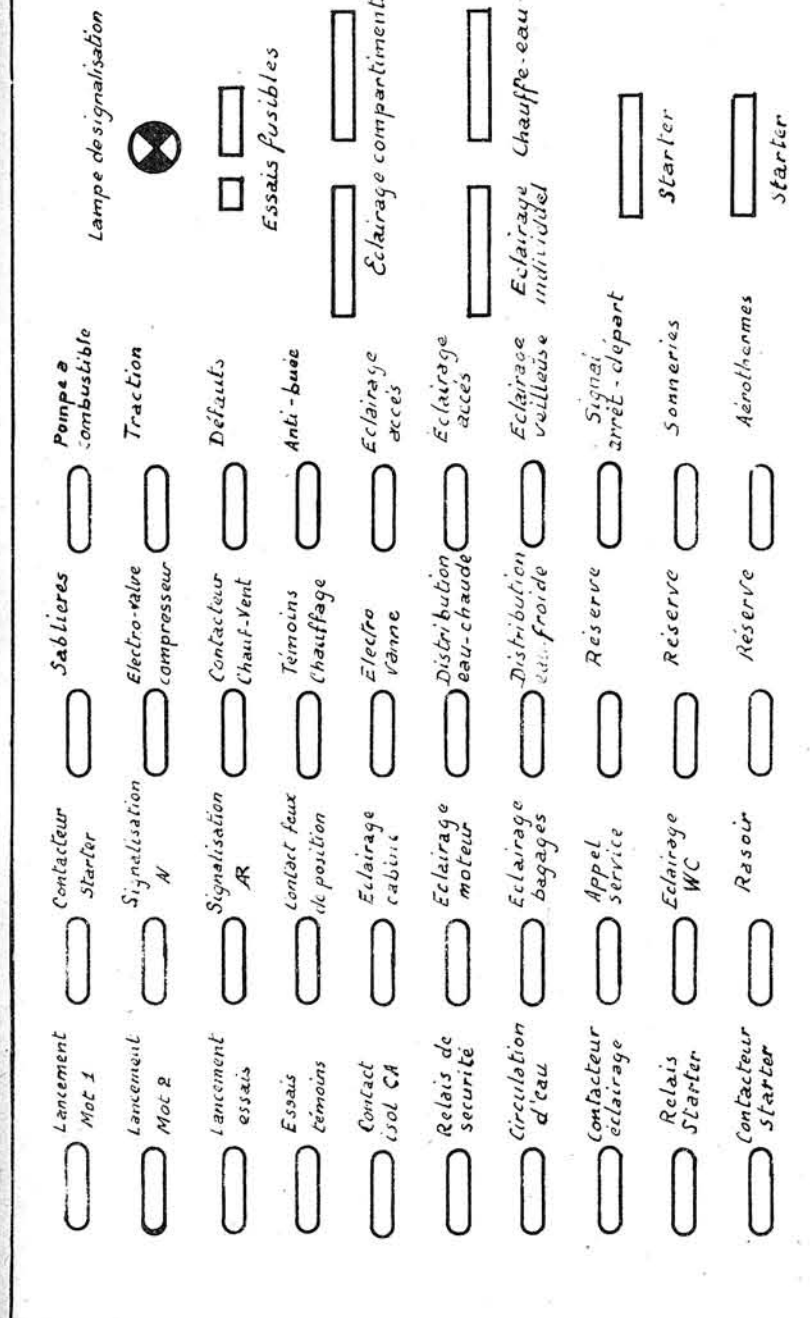 Lancement
Mot 1
Contacteur
Starter
Sablieres
Pompe a
combustible
Lampe de signalisation
Lancement
Mot 2
Signalisation
AV
Electro-valve
compresseur
Traction
Lancement
essais
Signalisation
AR
Contacteur
Chauf-Vent
Défauts
Essais fusibles
Essais
témoins
Contact feux
de position
Témoins
Chauffage
Anti-buée
Contact
isol CA
Eclairage
cabine
Electro
Vanne
Eclairage
accés
Eclairage compartiment
Relais de
securité
Eclairage
moteur
Distribution
eau-chaude
Eclairage
accés
Circulation
d'eau
Eclairage
bagages
Distribution
eau froide
Eclairage
veilleuse
Eclairage
individuel
Chauffe-eau
Contacteur
éclairage
Appel
service
Réserve
Signal
arrêt-départ
Relais
Starter
Eclairage
WC
Réserve
Sonneries
Starter
Contacteur
starter
Rasoir
Réserve
Aérothermes
Starter